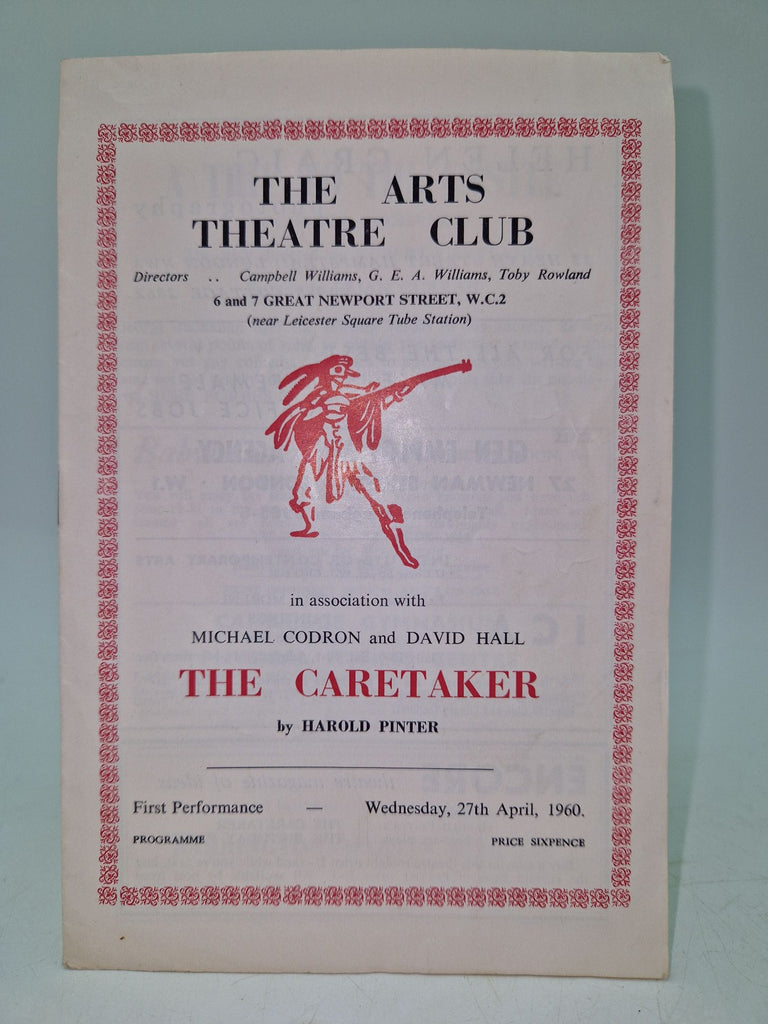 THE ARTS
THEATRE CLUB
Directors .. Campbell Williams, G. E. A. Williams, Toby Rowland
6 and 7 GREAT NEWPORT STREET, W.C.2
(near Leicester Square Tube Station)
in association with
MICHAEL CODRON and DAVID HALL
THE CARETAKER
by HAROLD PINTER
First Performance — Wednesday, 27th April, 1960.
PROGRAMME PRICE SIXPENCE